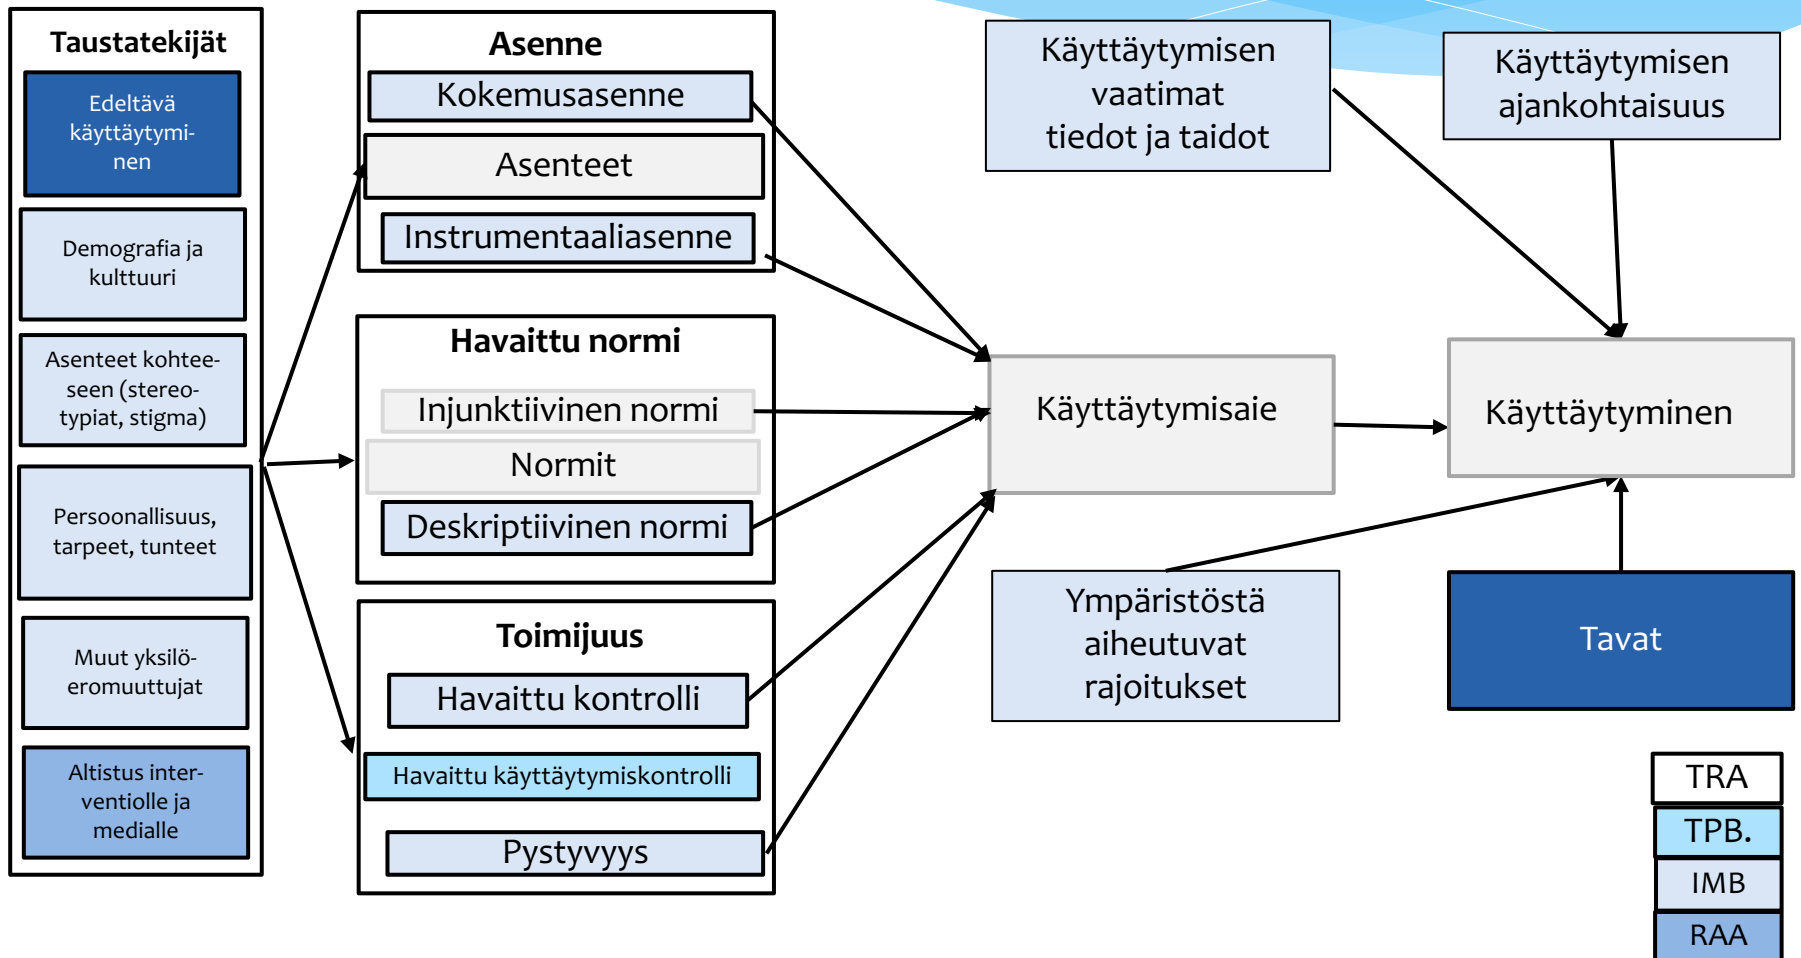 Taustatekijät
Edeltävä
käyttäytymi-
nen
Demografia ja
kulttuuri
Asenteet kohtee-
seen (stereo-
typiat, stigma)
Persoonallisuus,
tarpeet, tunteet
Muut yksilö-
eromuuttujat
Altistus inter-
ventiolle ja
medialle
Asenne
Kokemusasenne
Asenteet
Instrumentaaliasenne
Havaittu normi
Injunktiivinen normi
Normit
Deskriptiivinen normi
Toimijuus
Havaittu kontrolli
Havaittu käyttäytymiskontrolli
Pystyvyys
Käyttäytymisen
vaatimat
tiedot ja taidot
Käyttäytymisen
ajankohtaisuus
Käyttäytymisaie
Käyttäytyminen
Ympäristöstä
aiheutuvat
rajoitukset
Tavat
TRA
TPB.
IMB
RAA